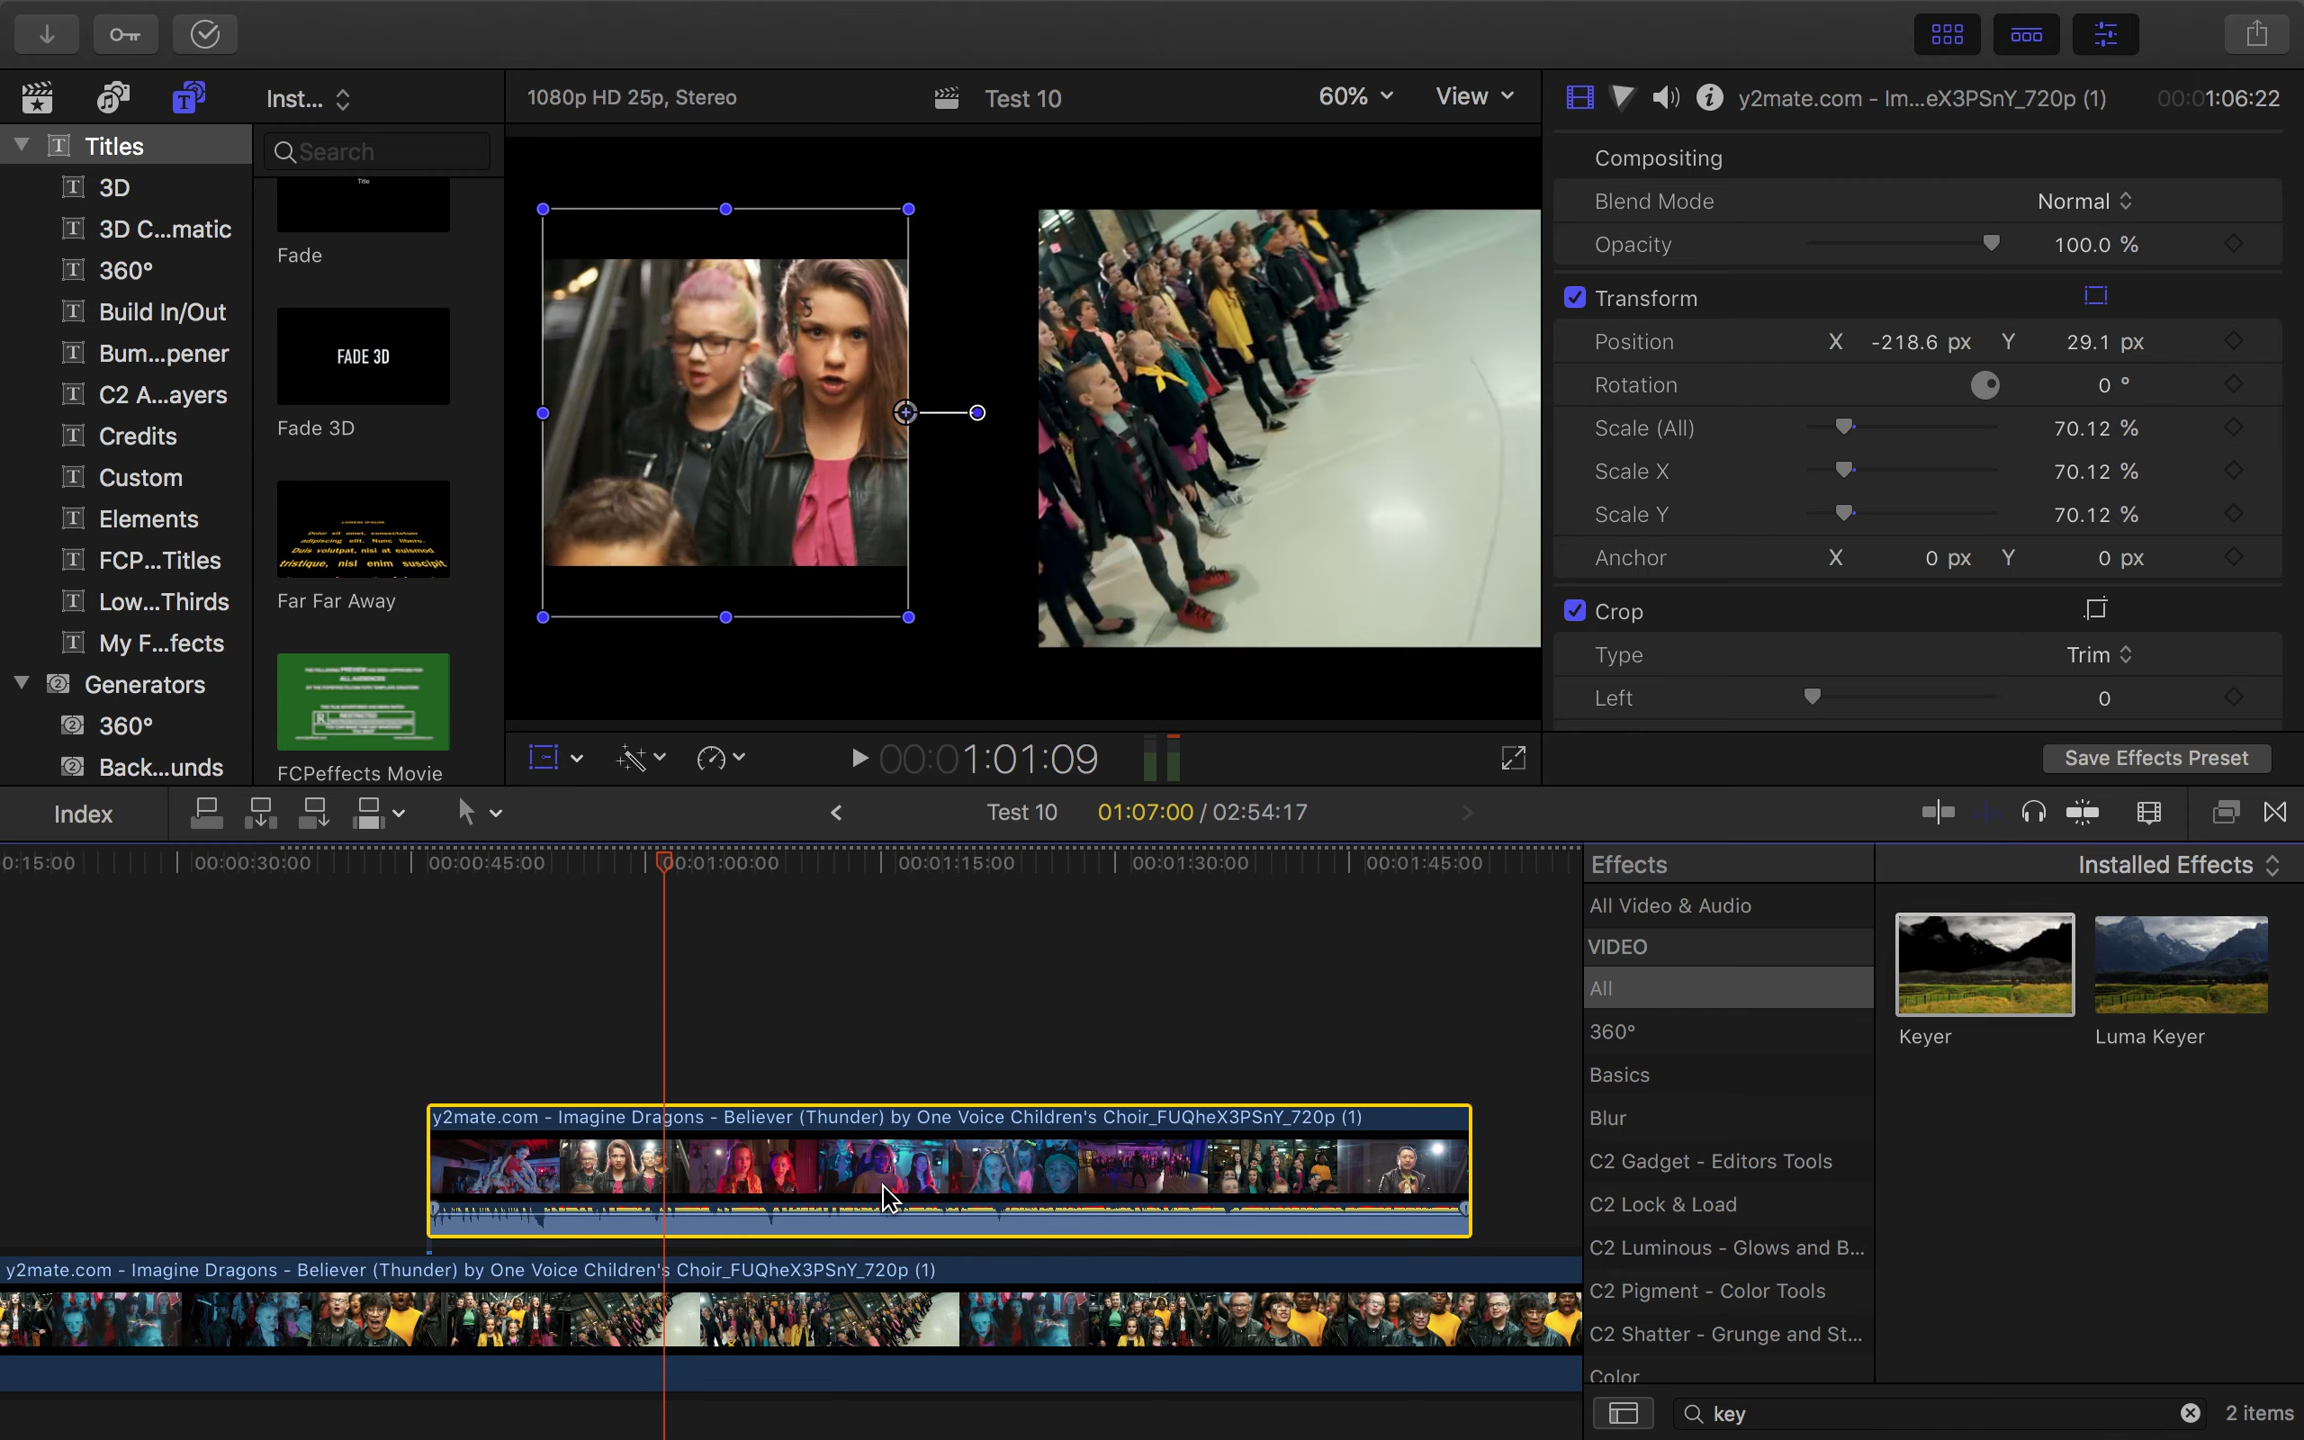 Inst...
1080p HD 25p, Stereo
Test 10
60%
View
y2mate.com - Im...eX3PSnY_720p (1)
00:01:06:22
Titles
Search
3D
3D C...matic
360°
Build In/Out
Bum...pener
C2 A...ayers
Credits
Custom
Elements
FCP...Titles
Low...Thirds
My F...fects
Generators
360°
Back...unds
Title
Fade
FADE 3D
Fade 3D
Far Far Away
FCPeffects Movie
Compositing
Blend Mode Normal
Opacity 100.0 %
Transform
Position X -218.6 px Y 29.1 px
Rotation 0 °
Scale (All) 70.12 %
Scale X 70.12 %
Scale Y 70.12 %
Anchor X 0 px Y 0 px
Crop
Type Trim
Left 0
00:01:01:09
Save Effects Preset
Index
Test 10
01:07:00 / 02:54:17
0:15:00 00:00:30:00 00:00:45:00 00:01:00:00 00:01:15:00 00:01:30:00 00:01:45:00
y2mate.com - Imagine Dragons - Believer (Thunder) by One Voice Children's Choir_FUQheX3PSnY_720p (1)
y2mate.com - Imagine Dragons - Believer (Thunder) by One Voice Children's Choir_FUQheX3PSnY_720p (1)
Effects
Installed Effects
All Video & Audio
VIDEO
All
360°
Basics
Blur
C2 Gadget - Editors Tools
C2 Lock & Load
C2 Luminous - Glows and B...
C2 Pigment - Color Tools
C2 Shatter - Grunge and St...
Color
Keyer
Luma Keyer
key
2 items